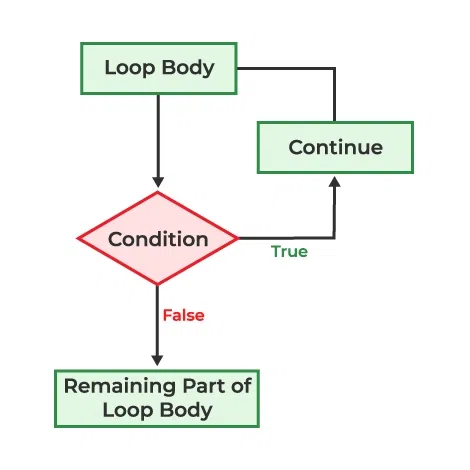 Loop Body
Continue
Condition
True
False
Remaining Part of
Loop Body